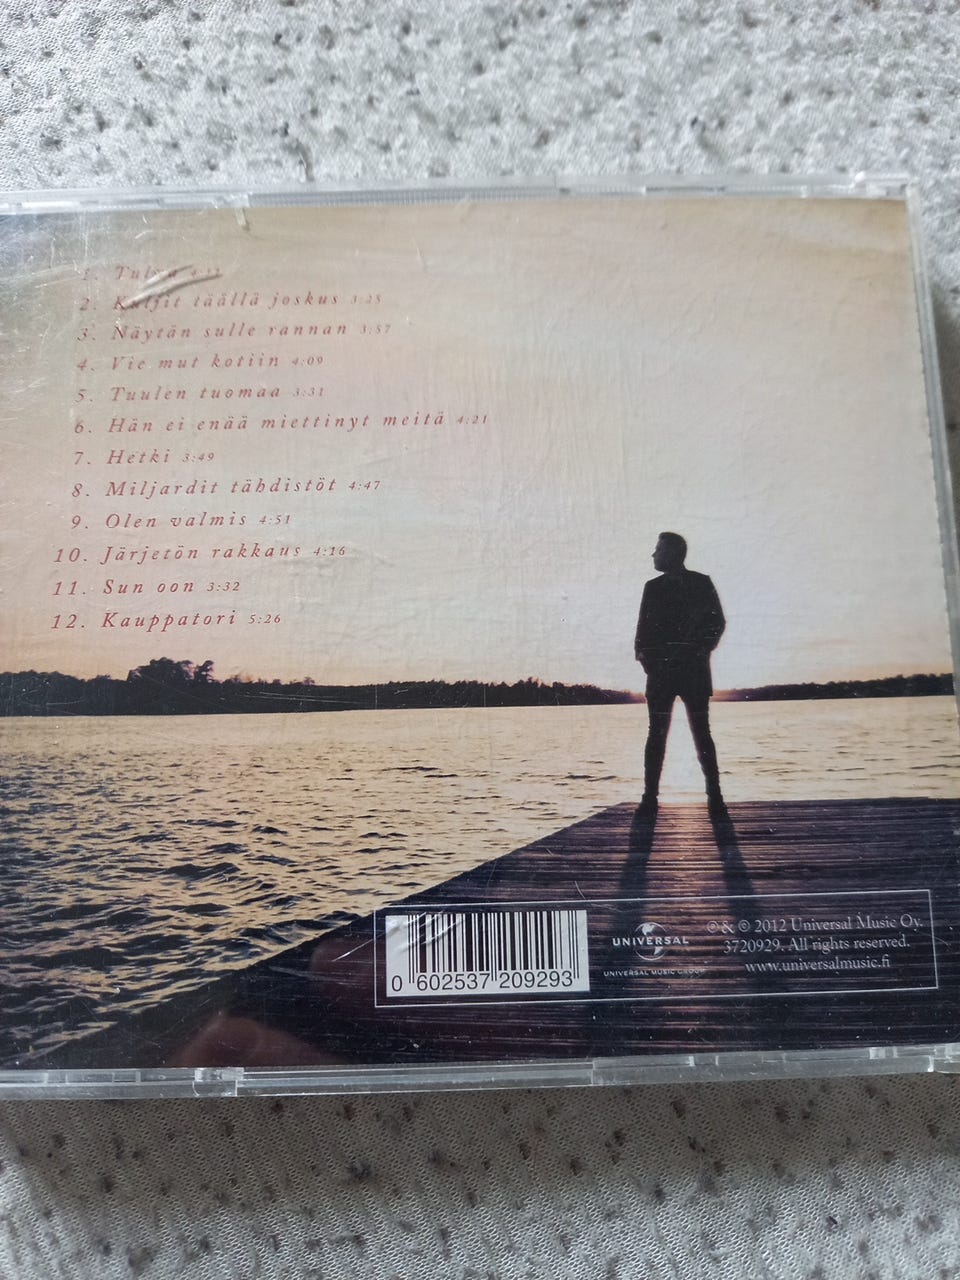 1. Tulva
2. Kuljit täällä joskus 3:25
3. Näytän sulle rannan 3:57
4. Vie mut kotiin 4:09
5. Tuulen tuomaa 3:31
6. Hän ei enää miettinyt meitä 4:21
7. Hetki 3:49
8. Miljardit tähdistöt 4:47
9. Olen valmis 4:51
10. Järjetön rakkaus 4:16
11. Sun oon 3:32
12. Kauppatori 5:26
0 602537 209293
UNIVERSAL
UNIVERSAL MUSIC GROUP
℗ & © 2012 Universal Music Oy.
3720929. All rights reserved.
www.universalmusic.fi